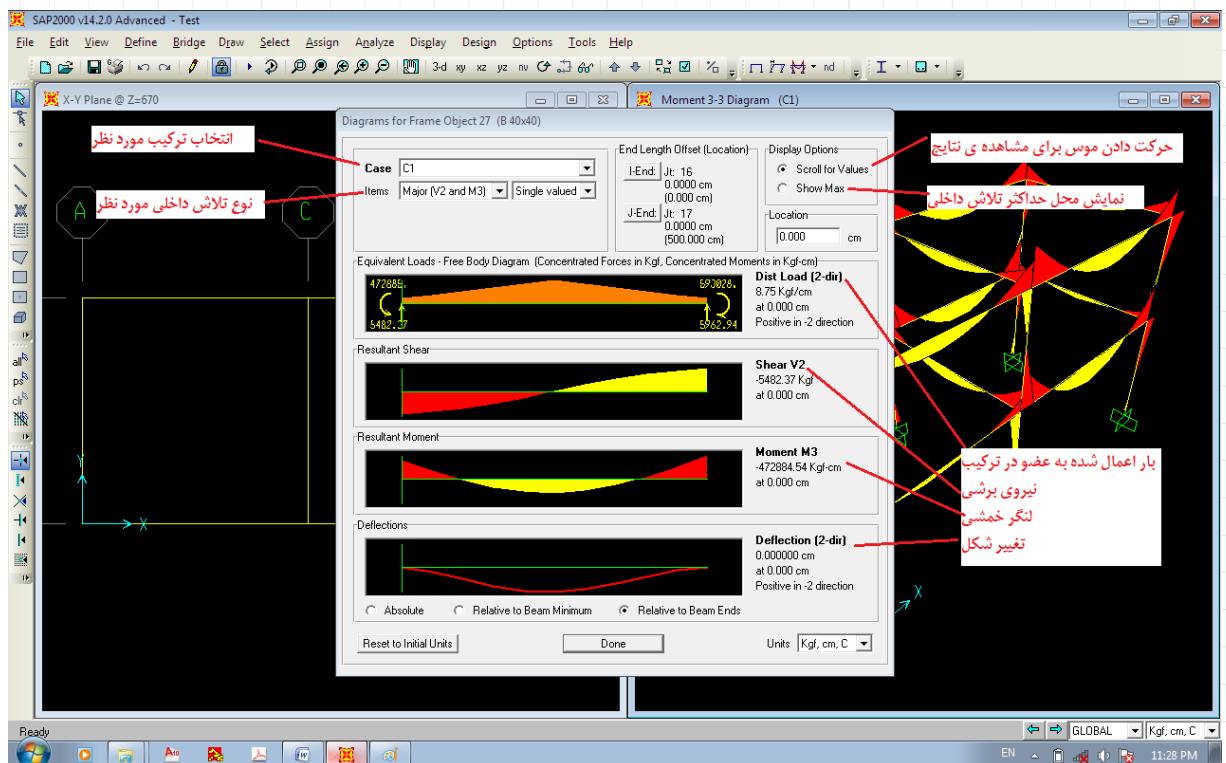 SAP2000 v14.2.0 Advanced - Test
File Edit View Define Bridge Draw Select Assign Analyze Display Design Options Tools Help
3-d xy xz yz nv
nd
X-Y Plane @ Z=670
Moment 3-3 Diagram (C1)
all
ps
clr
A
C
Y
X
X
انتخاب ترکیب مورد نظر
نوع تلاش داخلی مورد نظر
حرکت دادن موس برای مشاهده ی نتایج
نمایش محل حداکثر تلاش داخلی
Diagrams for Frame Object 27 (B 40x40)
Case C1
Items Major (V2 and M3) Single valued
End Length Offset (Location)
I-End: Jt: 16
0.0000 cm
(0.000 cm)
J-End: Jt: 17
0.0000 cm
(500.000 cm)
Display Options
Scroll for Values
Show Max
Location
0.000 cm
Equivalent Loads - Free Body Diagram (Concentrated Forces in Kgf, Concentrated Moments in Kgf-cm)
472885.
593028.
5482.37
5962.94
Dist Load (2-dir)
8.75 Kgf/cm
at 0.000 cm
Positive in -2 direction
Resultant Shear
Shear V2
-5482.37 Kgf
at 0.000 cm
Resultant Moment
Moment M3
-472884.54 Kgf-cm
at 0.000 cm
Deflections
Deflection (2-dir)
0.000000 cm
at 0.000 cm
Positive in -2 direction
Absolute Relative to Beam Minimum Relative to Beam Ends
Reset to Initial Units Done Units Kgf, cm, C
بار اعمال شده به عضو در ترکیب
نیروی برشی
لنگر خمشی
تغییر شکل
Ready
GLOBAL Kgf, cm, C
EN 11:28 PM